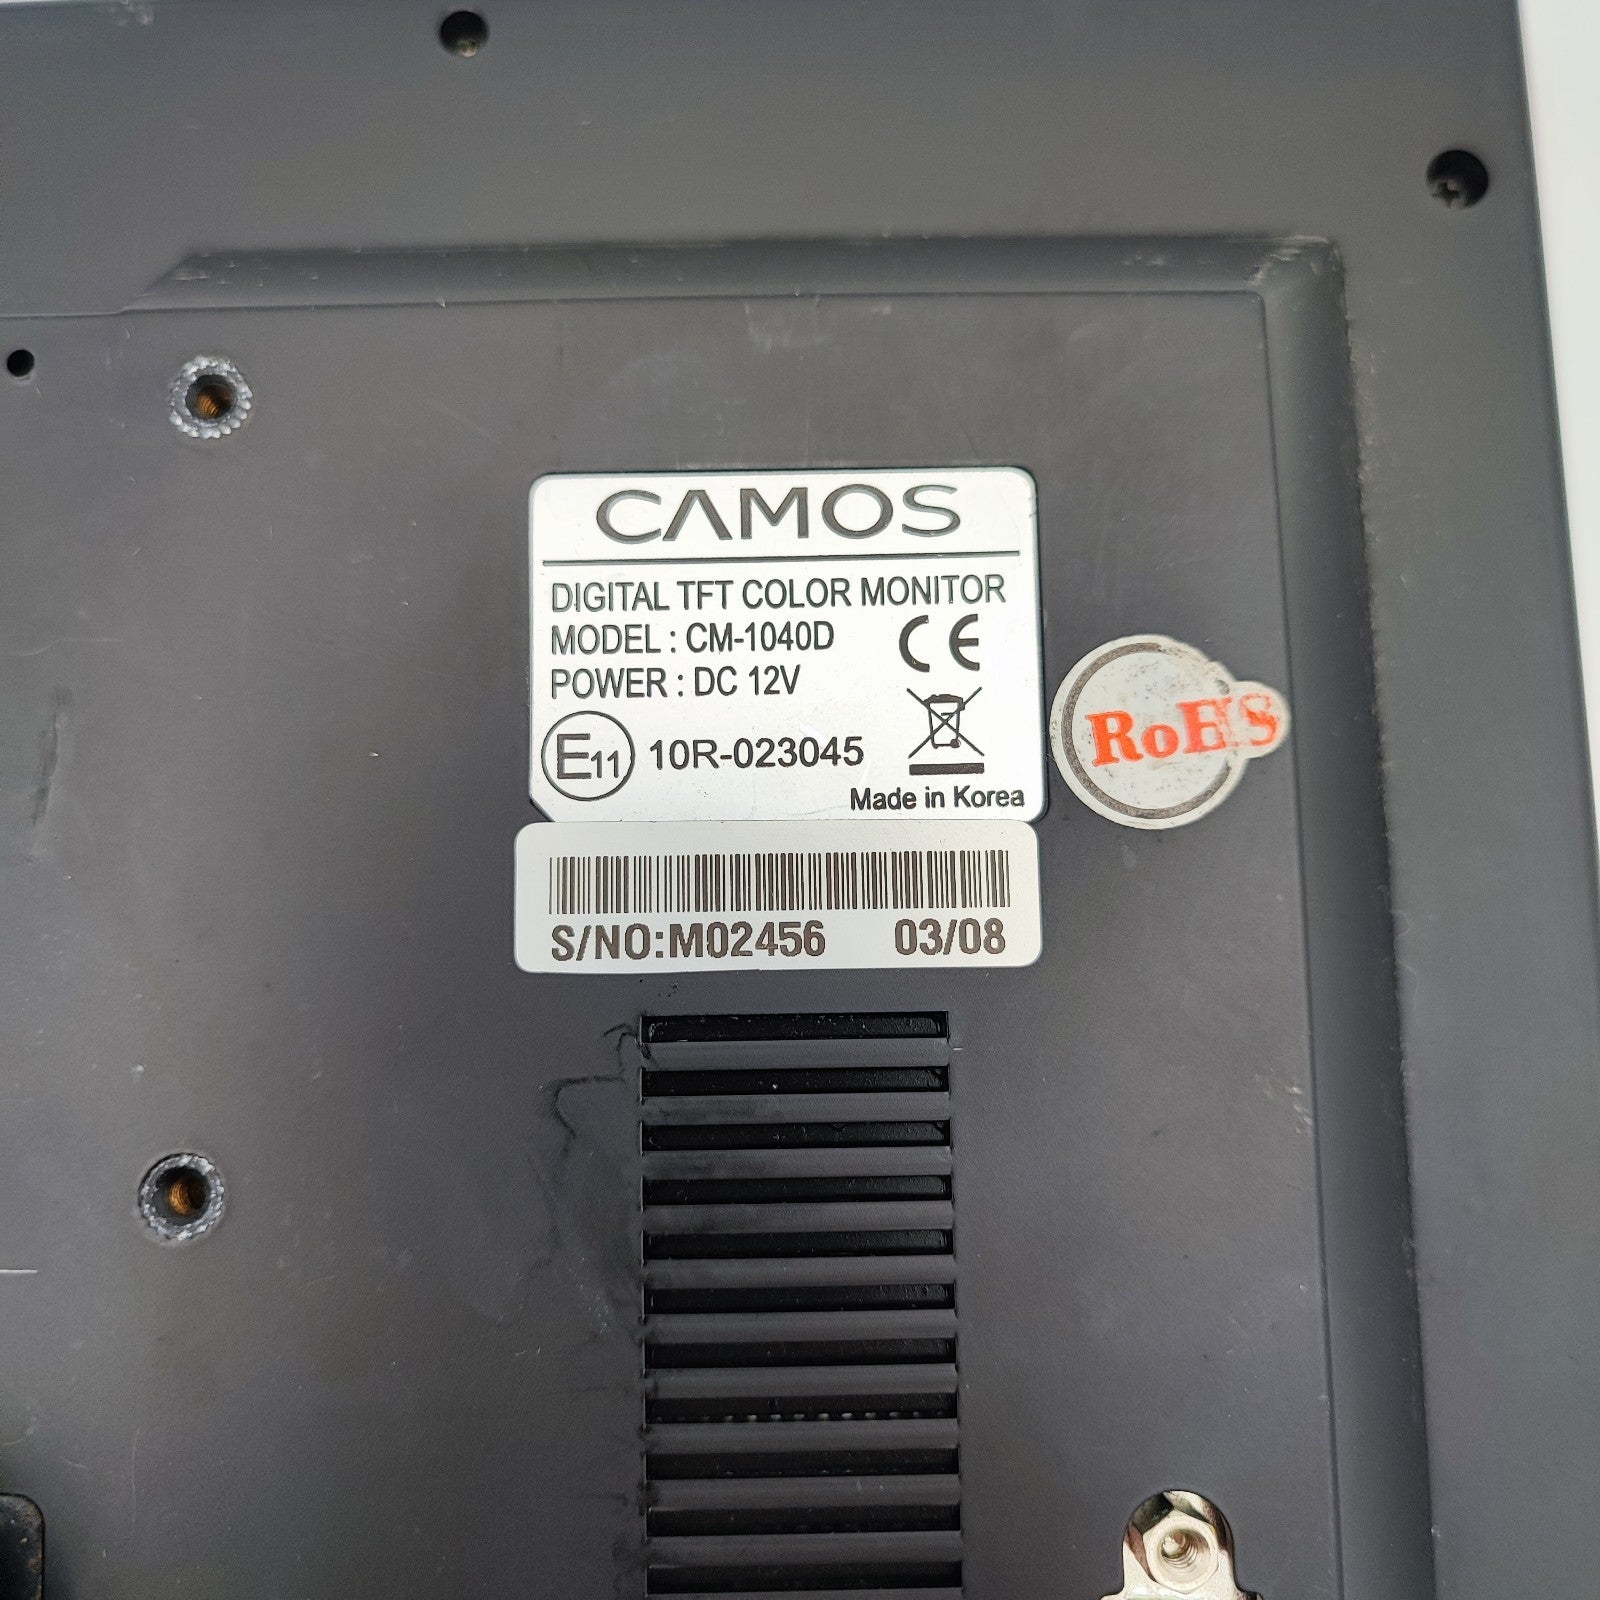 CAMOS
DIGITAL TFT COLOR MONITOR
MODEL : CM-1040D
CE
POWER : DC 12V
E11 10R-023045
Made in Korea
RoHS
S/NO:M02456 03/08